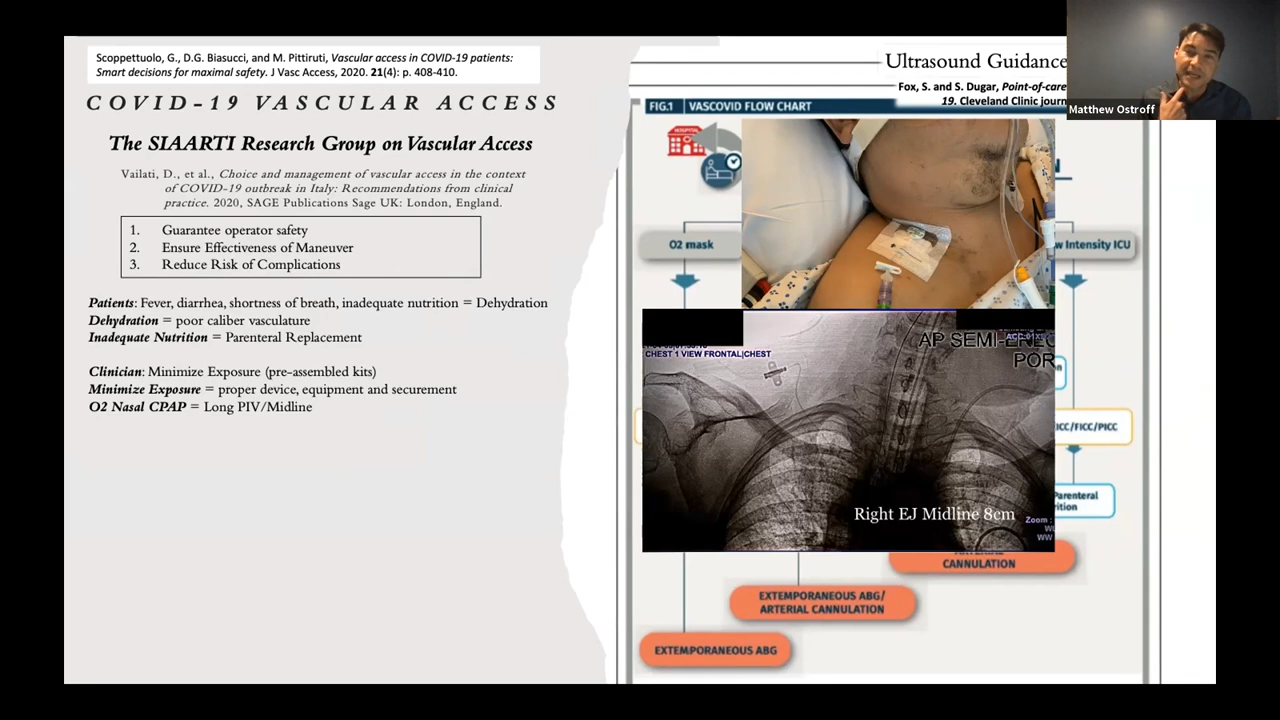 Scoppettuolo, G., D.G. Biasucci, and M. Pittiruti, Vascular access in COVID-19 patients:
Smart decisions for maximal safety. J Vasc Access, 2020. 21(4): p. 408-410.
COVID-19 VASCULAR ACCESS
The SIAARTI Research Group on Vascular Access
Vailati, D., et al., Choice and management of vascular access in the context
of COVID-19 outbreak in Italy: Recommendations from clinical
practice. 2020, SAGE Publications Sage UK: London, England.
1. Guarantee operator safety
2. Ensure Effectiveness of Maneuver
3. Reduce Risk of Complications
Patients: Fever, diarrhea, shortness of breath, inadequate nutrition = Dehydration
Dehydration = poor caliber vasculature
Inadequate Nutrition = Parenteral Replacement
Clinician: Minimize Exposure (pre-assembled kits)
Minimize Exposure = proper device, equipment and securement
O2 Nasal CPAP = Long PIV/Midline
Ultrasound Guidance
Fox, S. and S. Dugar, Point-of-care
19. Cleveland Clinic journ
Matthew Ostroff
FIG.1 VASCOVID FLOW CHART
HOSPITAL
O2 mask
w Intensity ICU
CHEST 1 VIEW FRONTAL|CHEST
AP SEMI-
POR
ICC/FICC/PICC
Parenteral
ition
Right EJ Midline 8cm
Zoom :
WW
CANNULATION
EXTEMPORANEOUS ABG/
ARTERIAL CANNULATION
EXTEMPORANEOUS ABG